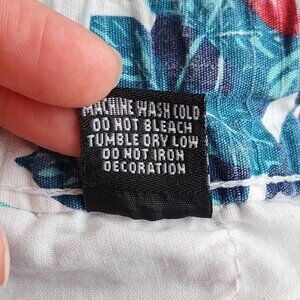 MACHINE WASH COLD
DO NOT BLEACH
TUMBLE DRY LOW
DO NOT IRON
DECORATION